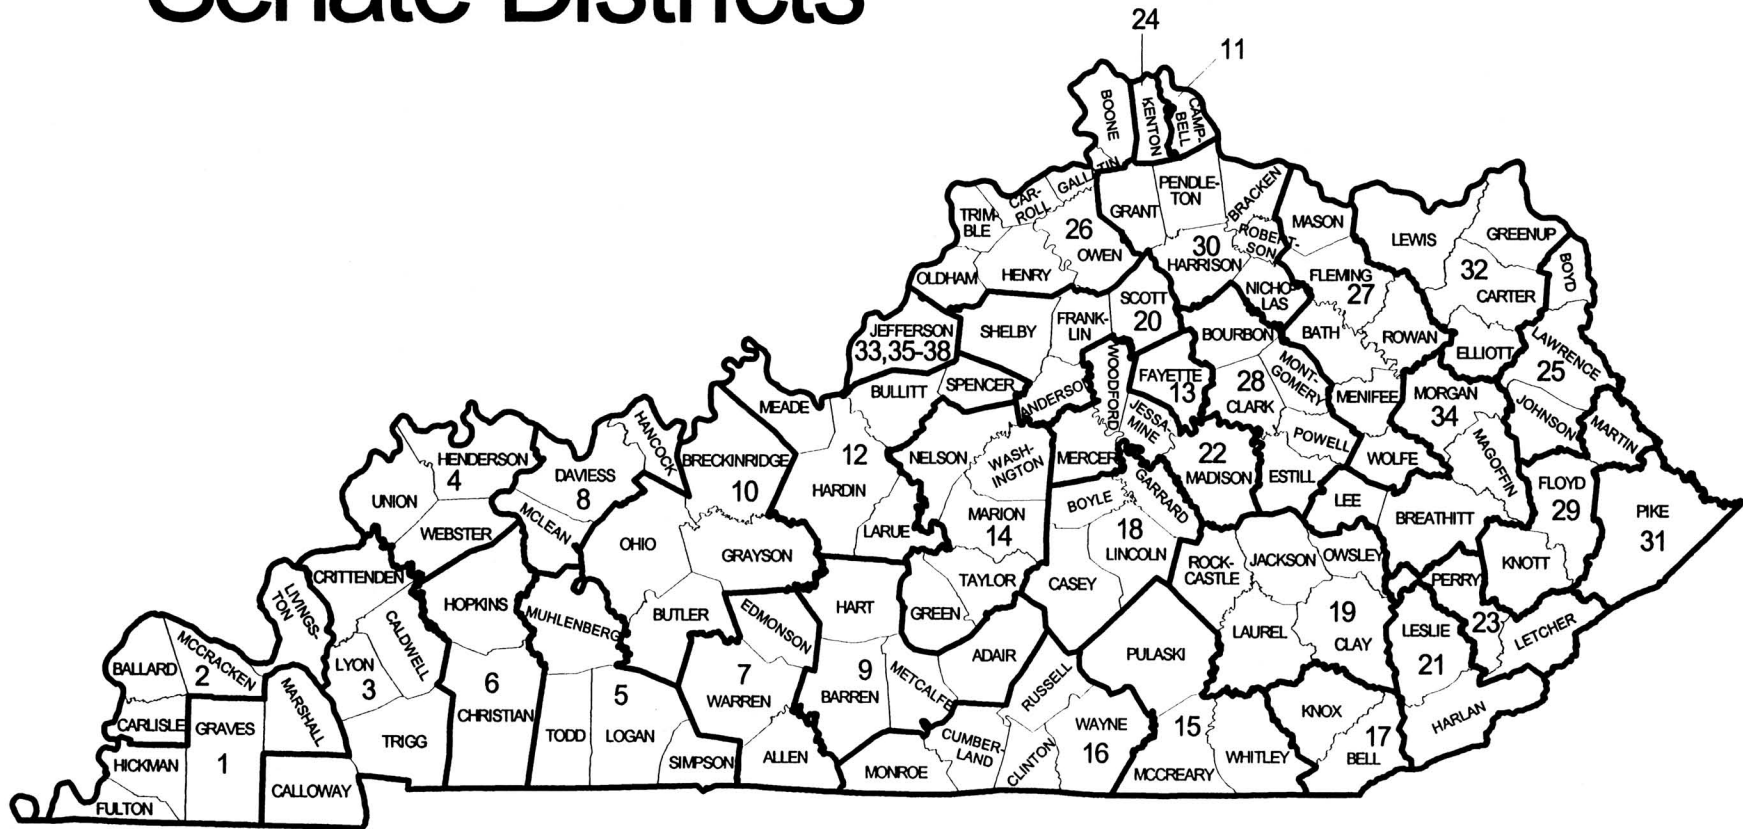 Senate Districts
24
11
BOONE
KENTON
CAMP-
BELL
GALLATIN
CAR-
ROLL
TRIM-
BLE
26
OWEN
HENRY
OLDHAM
GRANT
PENDLE-
TON
BRACKEN
ROBERT-
SON
30
HARRISON
NICHO-
LAS
MASON
FLEMING
27
LEWIS
GREENUP
32
CARTER
BOYD
JEFFERSON
33,35-38
SHELBY
FRANK-
LIN
SCOTT
20
BOURBON
BATH
ROWAN
ELLIOTT
LAWRENCE
25
BULLITT
SPENCER
ANDERSON
WOODFORD
FAYETTE
13
JESSA-
MINE
28
CLARK
MONT-
GOMERY
MENIFEE
MORGAN
34
JOHNSON
MARTIN
MEADE
HANCOCK
BRECKINRIDGE
10
12
HARDIN
LARUE
NELSON
WASH-
INGTON
MERCER
22
MADISON
POWELL
ESTILL
WOLFE
MAGOFFIN
HENDERSON
4
UNION
WEBSTER
DAVIESS
8
MCLEAN
OHIO
GRAYSON
MARION
14
BOYLE
GARRARD
18
LINCOLN
LEE
BREATHITT
FLOYD
29
PIKE
31
KNOTT
CRITTENDEN
LIVINGS-
TON
CALDWELL
HOPKINS
MUHLENBERG
BUTLER
EDMONSON
HART
GREEN
TAYLOR
CASEY
ROCK-
CASTLE
JACKSON
OWSLEY
PERRY
23
LETCHER
BALLARD
MCCRACKEN
2
MARSHALL
LYON
3
TRIGG
6
CHRISTIAN
5
TODD
LOGAN
SIMPSON
7
WARREN
ALLEN
9
BARREN
METCALFE
ADAIR
RUSSELL
PULASKI
LAUREL
19
CLAY
LESLIE
21
HARLAN
CARLISLE
GRAVES
1
HICKMAN
FULTON
CALLOWAY
MONROE
CUMBER-
LAND
CLINTON
WAYNE
16
15
MCCREARY
WHITLEY
KNOX
17
BELL